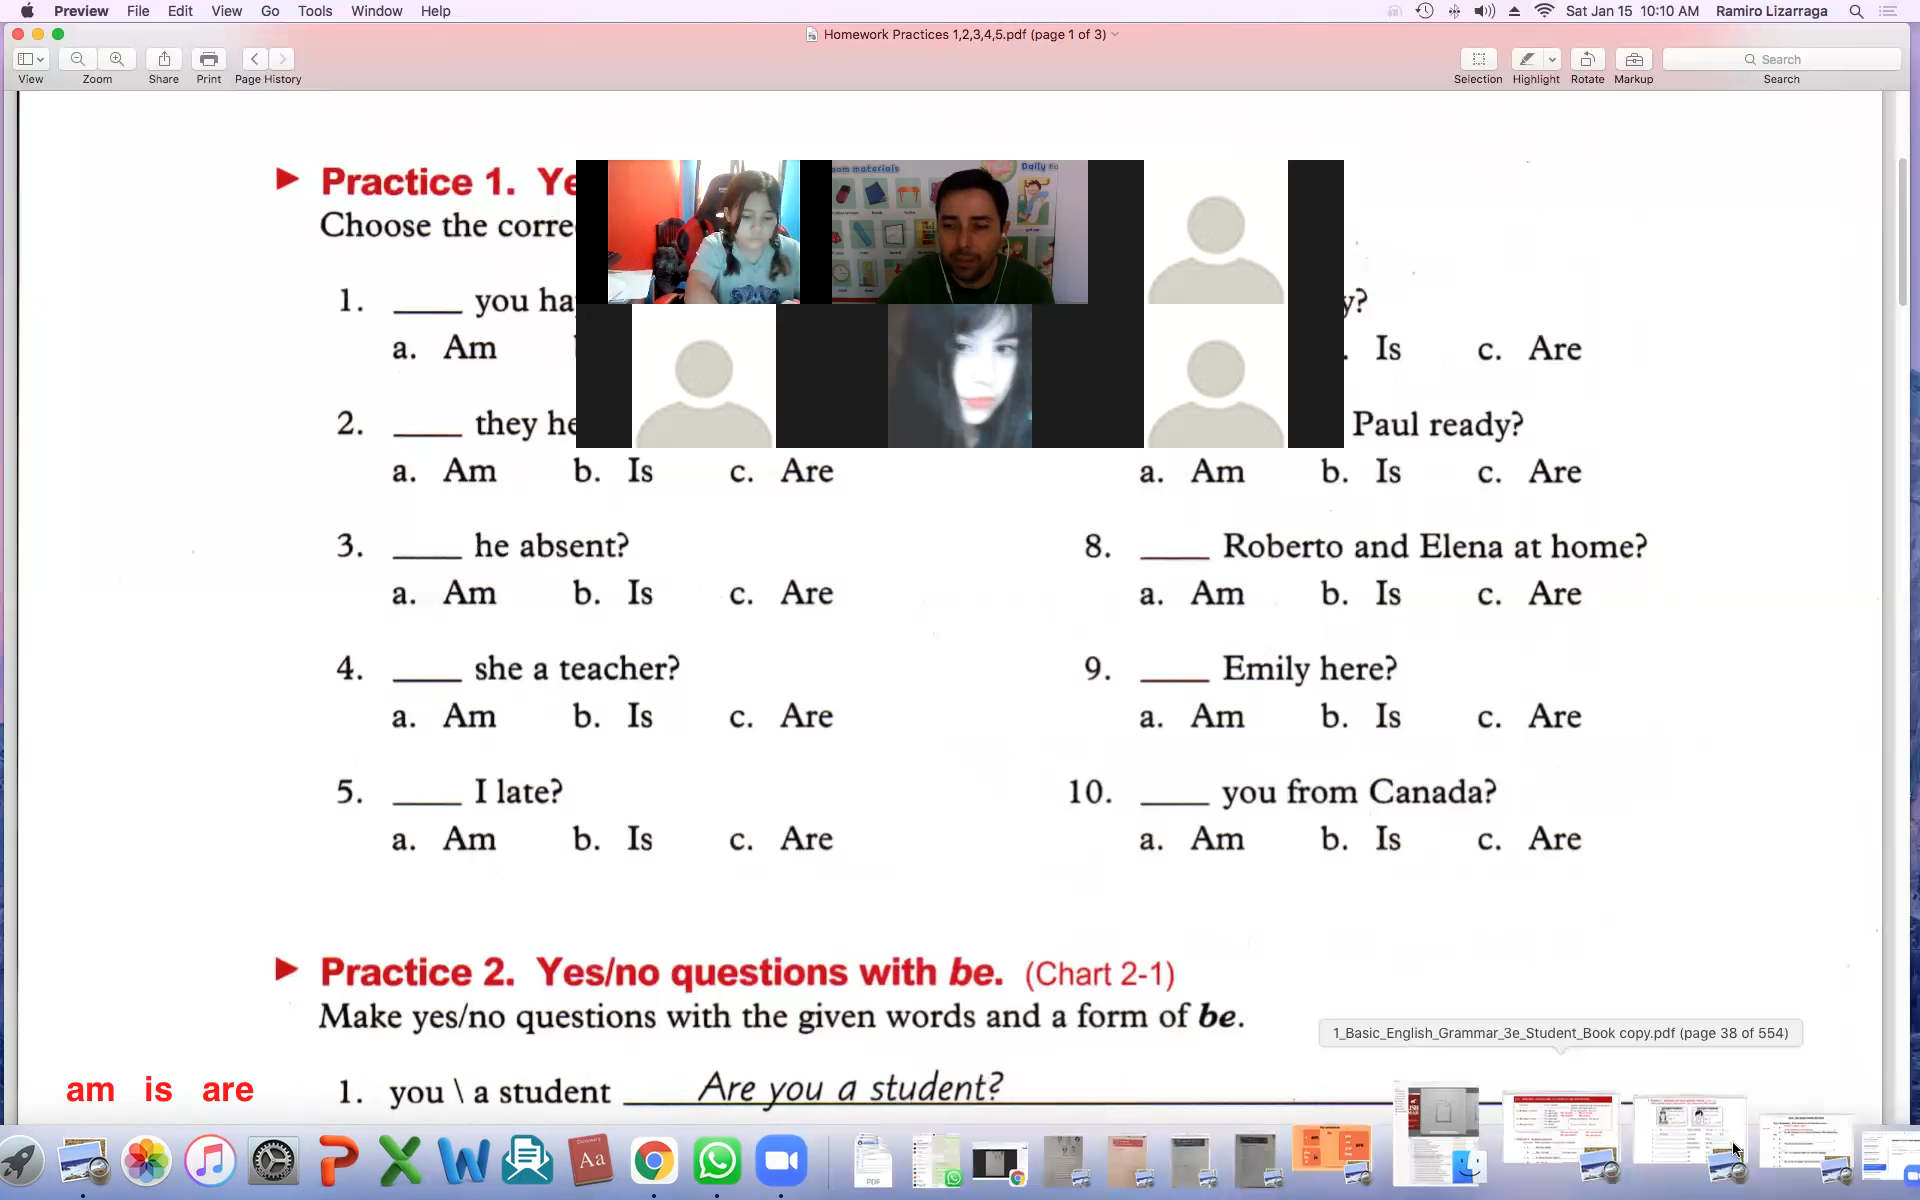 Preview File Edit View Go Tools Window Help Sat Jan 15 10:10 AM Ramiro Lizarraga
Homework Practices 1,2,3,4,5.pdf (page 1 of 3)
Search
View Zoom Share Print Page History Selection Highlight Rotate Markup Search
Practice 1.
Choose the
1. ____ you
a. Am
Is c. Are
2. ____ they
a. Am b. Is c. Are
3. ____ he absent?
a. Am b. Is c. Are
4. ____ she a teacher?
a. Am b. Is c. Are
5. ____ I late?
a. Am b. Is c. Are
Paul ready?
a. Am b. Is c. Are
8. ____ Roberto and Elena at home?
a. Am b. Is c. Are
9. ____ Emily here?
a. Am b. Is c. Are
10. ____ you from Canada?
a. Am b. Is c. Are
materials
Daily
Practice 2. Yes/no questions with be. (Chart 2-1)
Make yes/no questions with the given words and a form of be.
1. you \ a student Are you a student?
am is are
1_Basic_English_Grammar_3e_Student_Book copy.pdf (page 38 of 554)
Aa
PDF